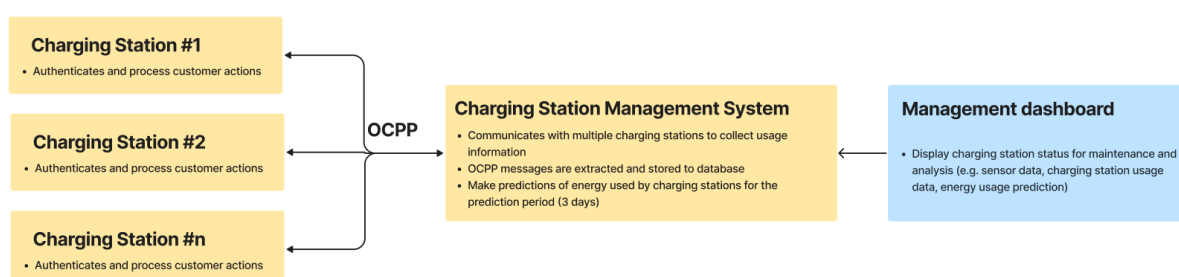 Charging Station #1
• Authenticates and process customer actions
Charging Station #2
• Authenticates and process customer actions
Charging Station #n
• Authenticates and process customer actions
OCPP
Charging Station Management System
• Communicates with multiple charging stations to collect usage
information
• OCPP messages are extracted and stored to database
• Make predictions of energy used by charging stations for the
prediction period (3 days)
Management dashboard
• Display charging station status for maintenance and
analysis (e.g. sensor data, charging station usage
data, energy usage prediction)